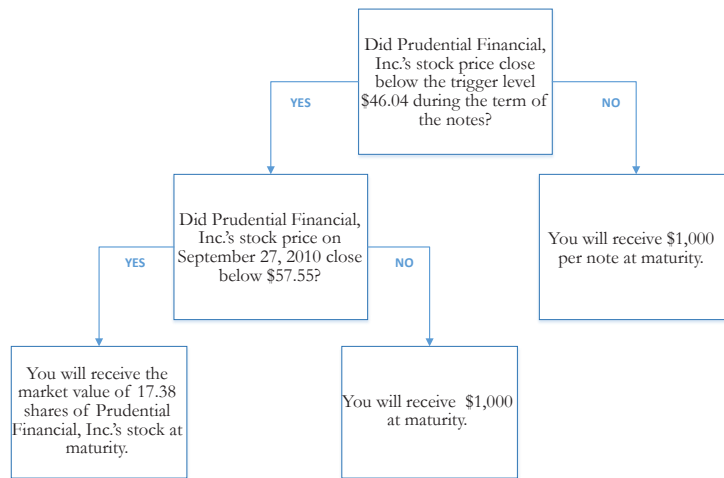 Did Prudential Financial,
Inc.'s stock price close
below the trigger level
$46.04 during the term of
the notes?
YES
NO
Did Prudential Financial,
Inc.'s stock price on
September 27, 2010 close
below $57.55?
You will receive $1,000
per note at maturity.
YES
NO
You will receive the
market value of 17.38
shares of Prudential
Financial, Inc.'s stock at
maturity.
You will receive $1,000
at maturity.